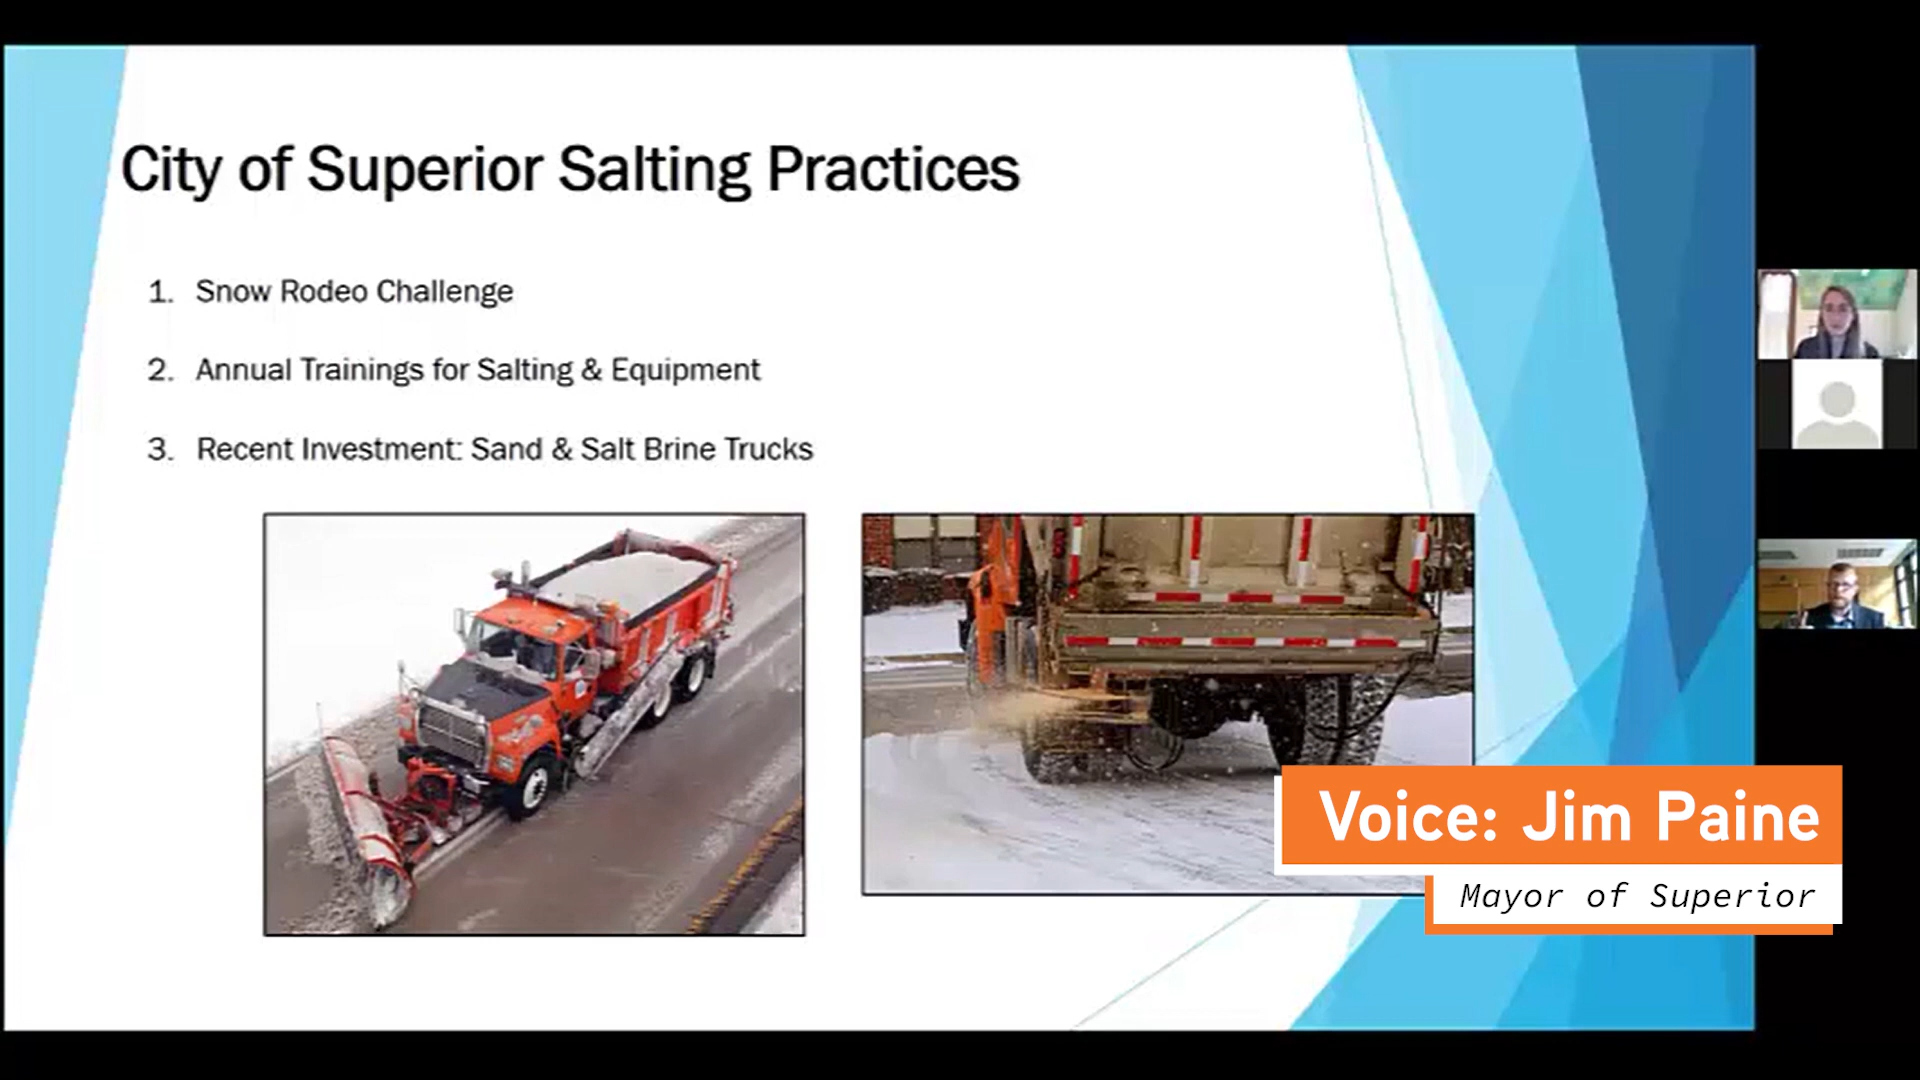 City of Superior Salting Practices
1. Snow Rodeo Challenge
2. Annual Trainings for Salting & Equipment
3. Recent Investment: Sand & Salt Brine Trucks
Voice: Jim Paine
Mayor of Superior